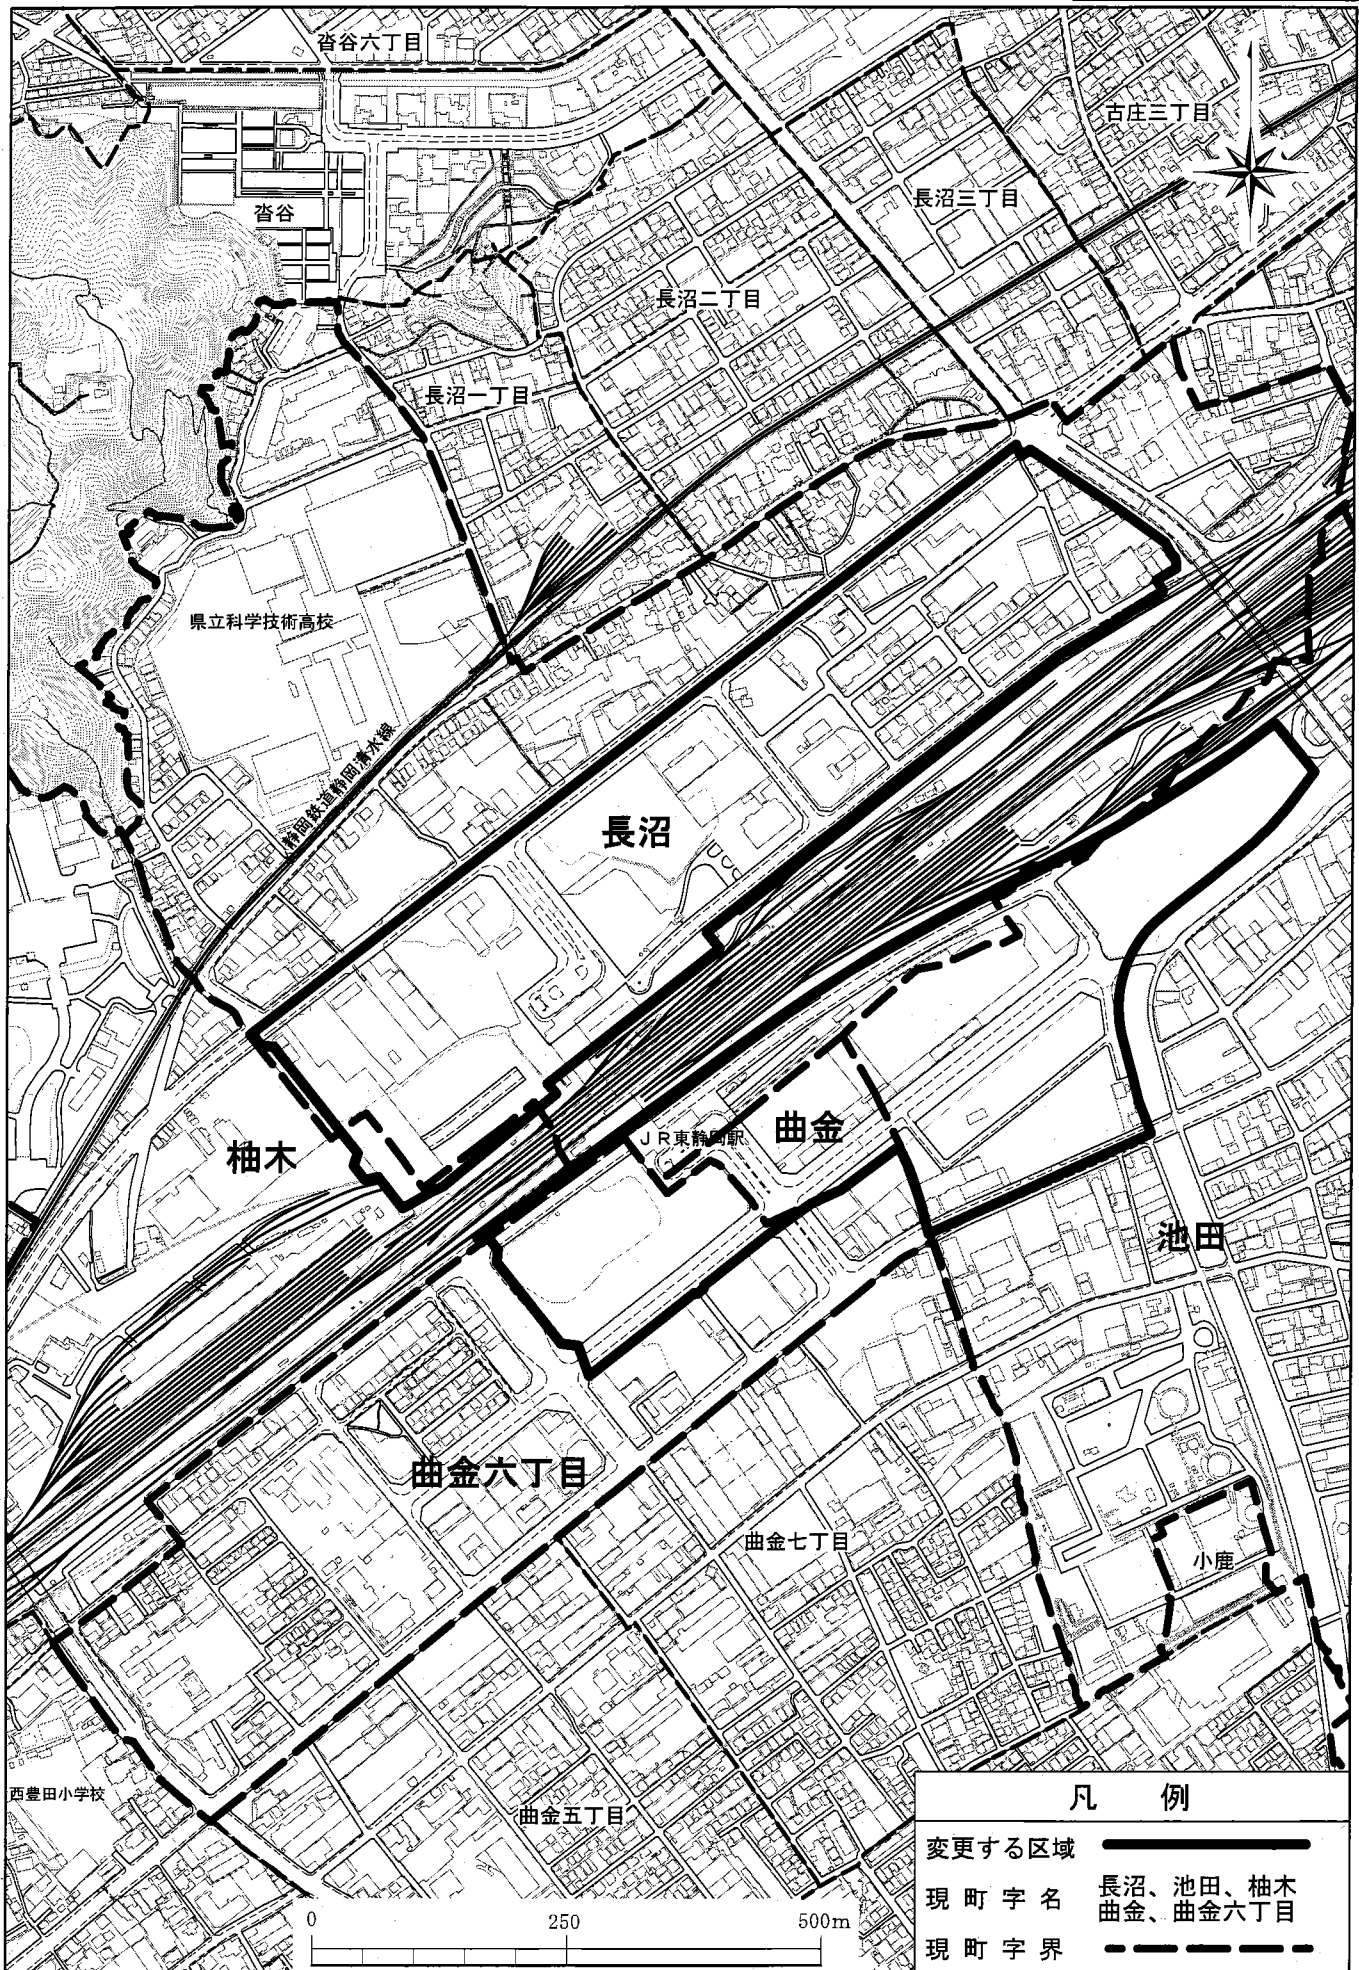 沓谷六丁目
古庄三丁目
沓谷
長沼三丁目
長沼二丁目
長沼一丁目
県立科学技術高校
静岡鉄道静岡清水線
長沼
JR東静岡駅
曲金
柚木
池田
曲金六丁目
曲金七丁目
小鹿
西豊田小学校
曲金五丁目
凡 例
変更する区域
現町字名 長沼、池田、柚木
曲金、曲金六丁目
現町字界
0 250 500m